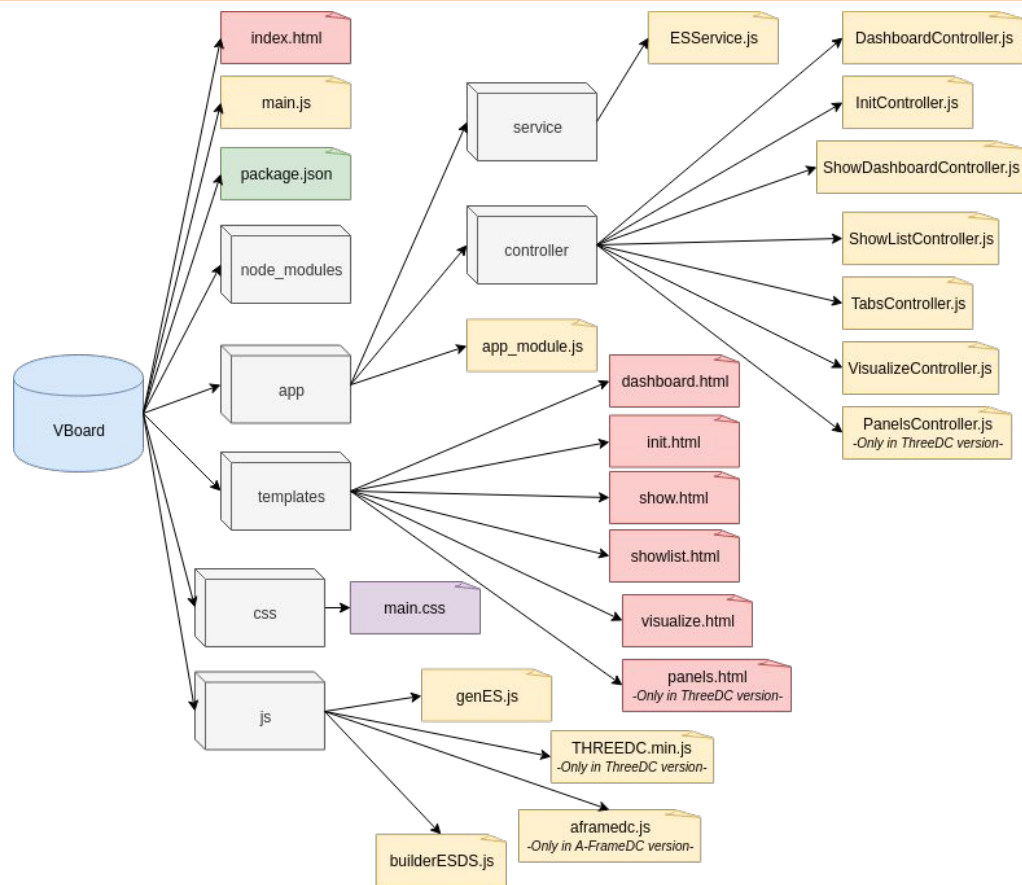 index.html
ESService.js
DashboardController.js
main.js
InitController.js
service
package.json
ShowDashboardController.js
ShowListController.js
controller
node_modules
TabsController.js
app_module.js
VisualizeController.js
dashboard.html
app
PanelsController.js
-Only in ThreeDC version-
VBoard
init.html
templates
show.html
showlist.html
css
main.css
visualize.html
panels.html
-Only in ThreeDC version-
genES.js
js
THREEDC.min.js
-Only in ThreeDC version-
aframedc.js
-Only in A-FrameDC version-
builderESDS.js